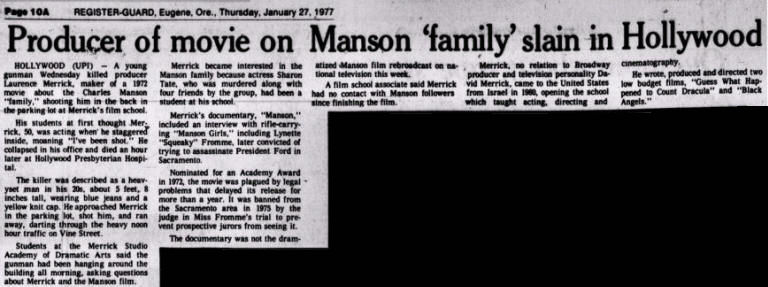 Page 10A REGISTER-GUARD, Eugene, Ore., Thursday, January 27, 1977
Producer of movie on Manson 'family' slain in Hollywood
HOLLYWOOD (UPI) — A young
gunman Wednesday killed producer
Laurence Merrick, maker of a 1972
movie about the Charles Manson
"family," shooting him in the back in
the parking lot at Merrick's film school.
His students at first thought Mer-
rick, 50, was acting when he staggered
inside, moaning "I've been shot." He
collapsed in his office and died an hour
later at Hollywood Presbyterian Hospi-
tal.
The killer was described as a heavy-
set man in his 20s, about 5 feet, 8
inches tall, wearing blue jeans and a
yellow knit cap. He approached Merrick
in the parking lot, shot him, and ran
away, darting through the heavy noon
hour traffic on Vine Street.
Students at the Merrick Studio
Academy of Dramatic Arts said the
gunman had been hanging around the
building all morning, asking questions
about Merrick and the Manson film.
Merrick became interested in the
Manson family because actress Sharon
Tate, who was murdered along with
four friends by the group, had been a
student at his school.
Merrick's documentary, "Manson,"
included an interview with rifle-carry-
ing "Manson Girls," including Lynette
"Squeaky" Fromme, later convicted of
trying to assassinate President Ford in
Sacramento.
Nominated for an Academy Award
in 1972, the movie was plagued by legal
problems that delayed its release for
more than a year. It was banned from
the Sacramento area in 1975 by the
judge in Miss Fromme's trial to pre-
vent prospective jurors from seeing it.
The documentary was not the dram-
atized Manson film rebroadcast on na-
tional television this week.
A film school associate said Merrick
had no contact with Manson followers
since finishing the film.
Merrick, no relation to Broadway
producer and television personality Da-
vid Merrick, came to the United States
from Israel in 1960, opening the school
which taught acting, directing and
cinematography.
He wrote, produced and directed two
low budget films, "Guess What Hap-
pened to Count Dracula" and "Black
Angels."